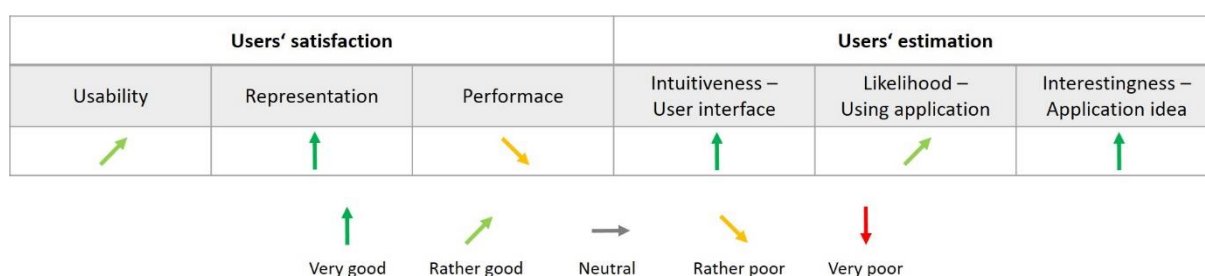 Users‘ satisfaction
Users‘ estimation
Usability
Representation
Performace
Intuitiveness –
User interface
Likelihood –
Using application
Interestingness –
Application idea
Very good
Rather good
Neutral
Rather poor
Very poor